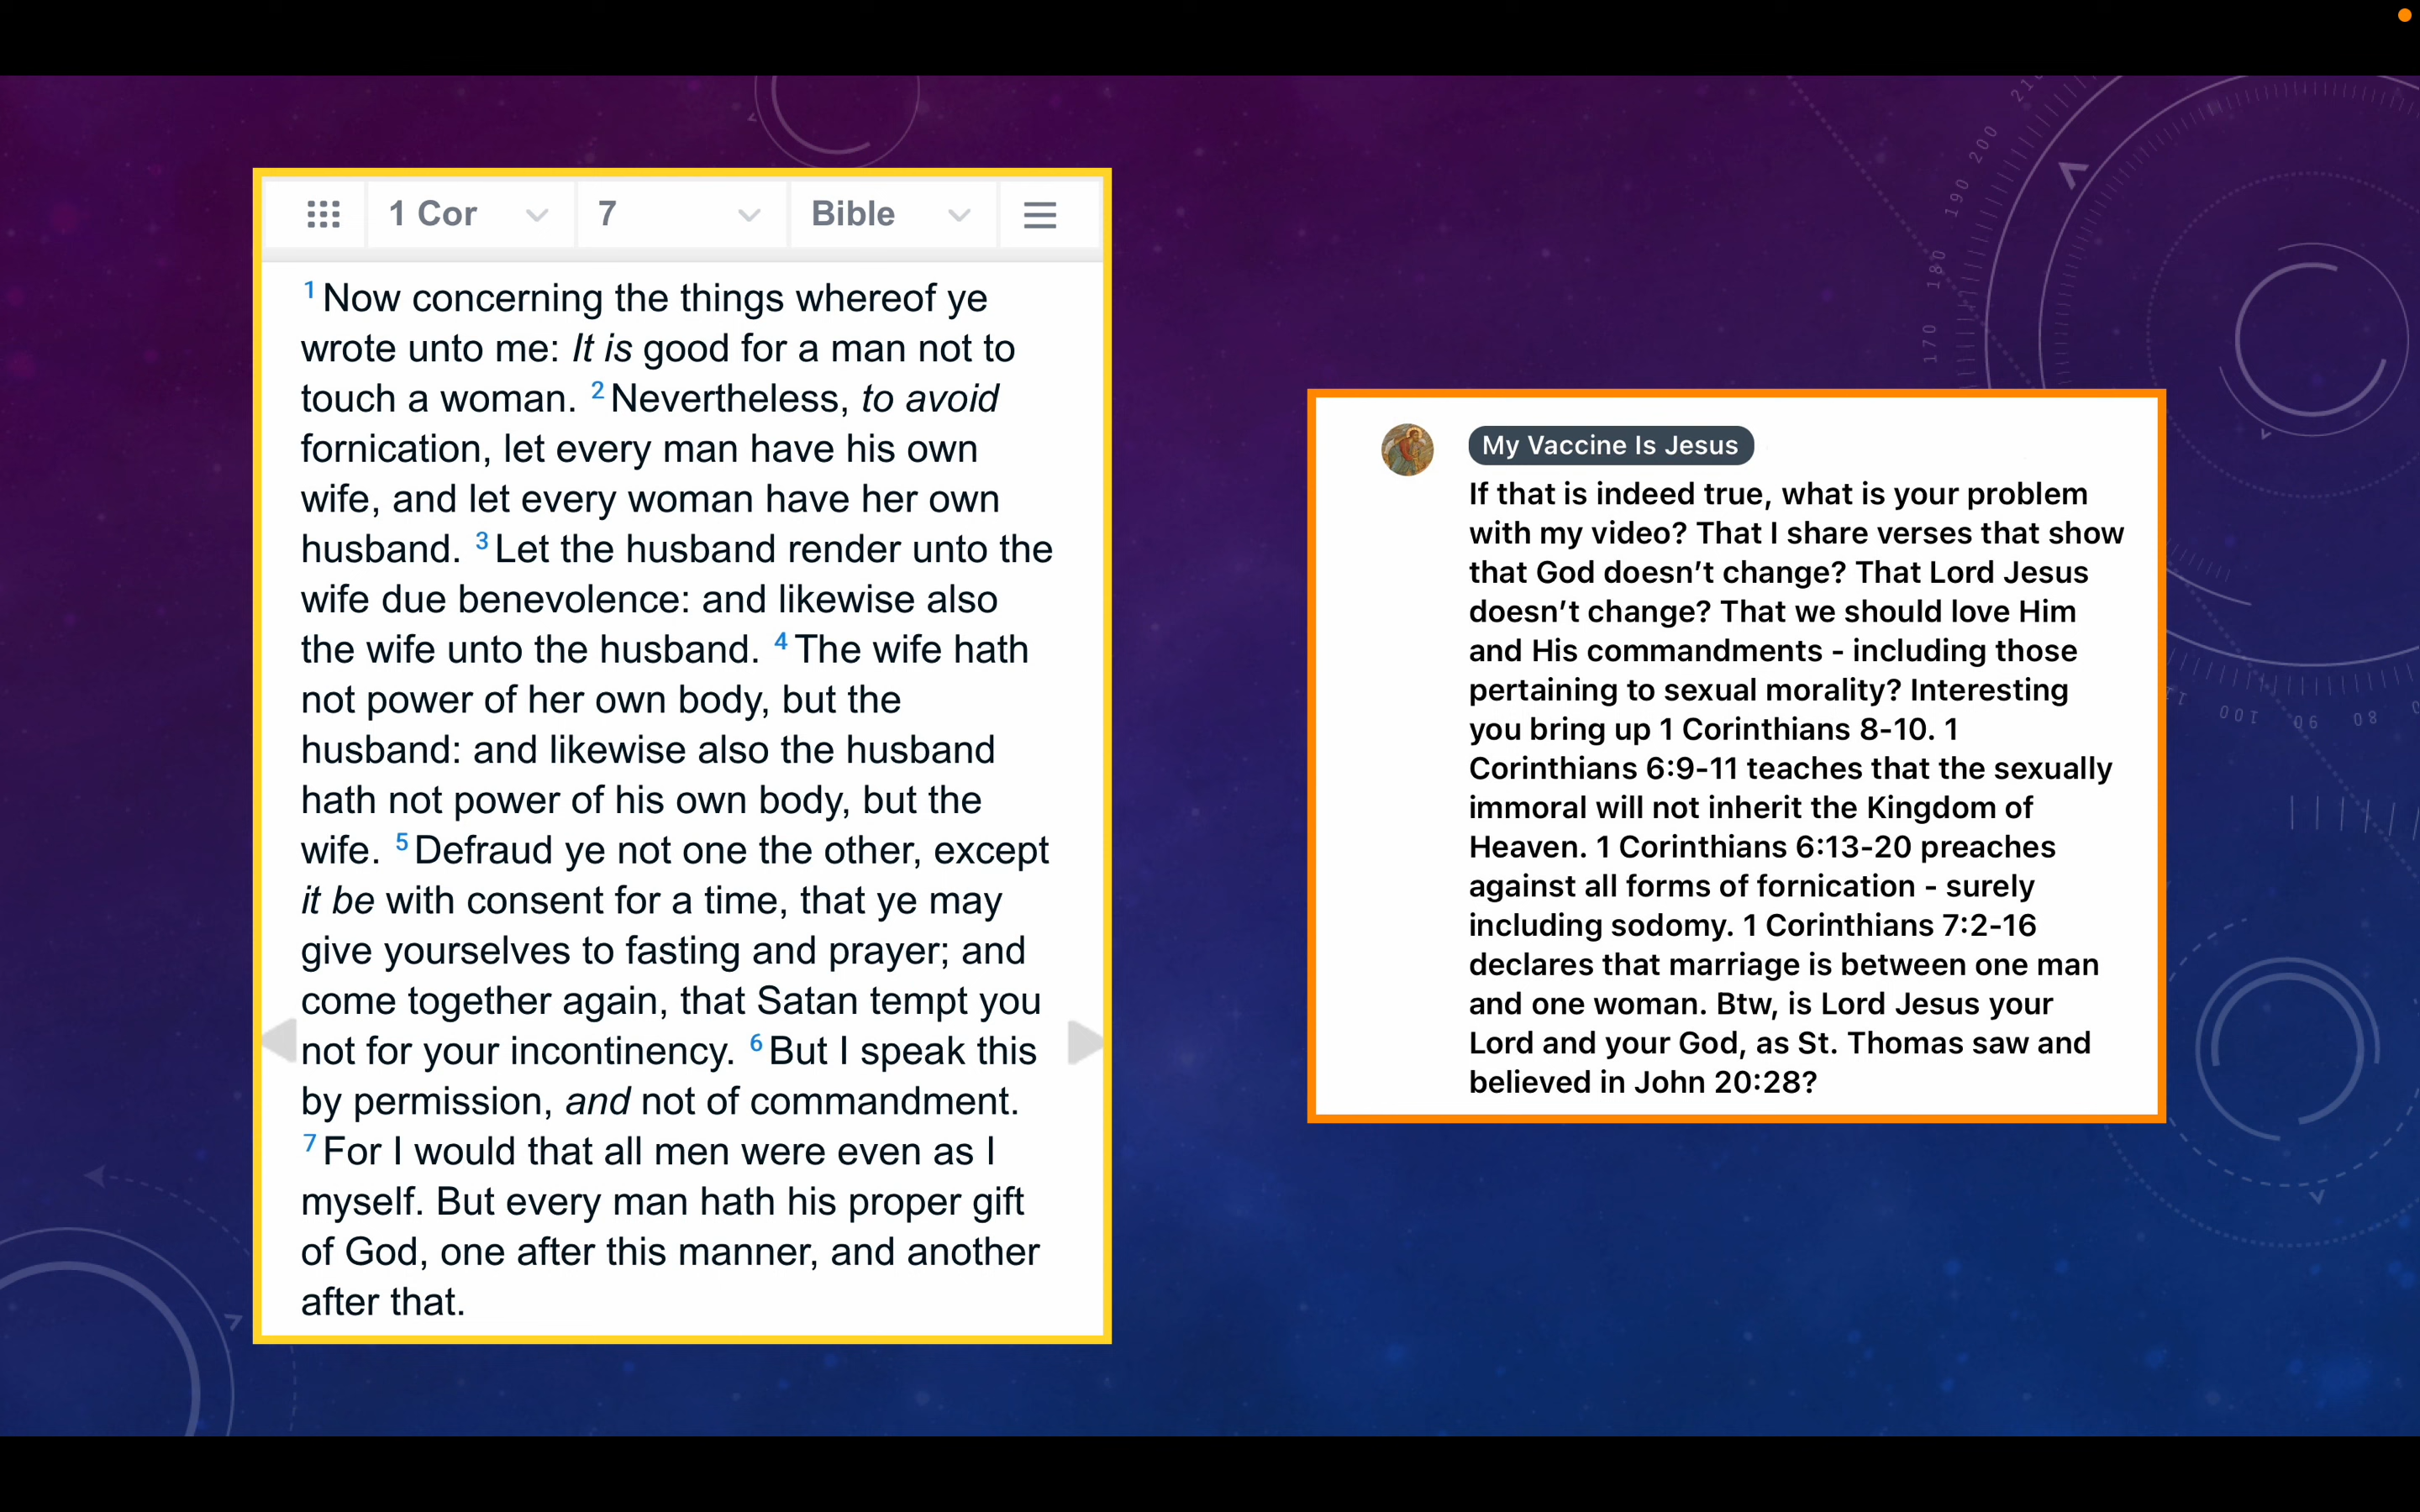 1 Cor 7 Bible
1 Now concerning the things whereof ye
wrote unto me: It is good for a man not to
touch a woman. 2 Nevertheless, to avoid
fornication, let every man have his own
wife, and let every woman have her own
husband. 3 Let the husband render unto the
wife due benevolence: and likewise also
the wife unto the husband. 4 The wife hath
not power of her own body, but the
husband: and likewise also the husband
hath not power of his own body, but the
wife. 5 Defraud ye not one the other, except
it be with consent for a time, that ye may
give yourselves to fasting and prayer; and
come together again, that Satan tempt you
not for your incontinency. 6 But I speak this
by permission, and not of commandment.
7 For I would that all men were even as I
myself. But every man hath his proper gift
of God, one after this manner, and another
after that.
My Vaccine Is Jesus
If that is indeed true, what is your problem
with my video? That I share verses that show
that God doesn’t change? That Lord Jesus
doesn’t change? That we should love Him
and His commandments - including those
pertaining to sexual morality? Interesting
you bring up 1 Corinthians 8-10. 1
Corinthians 6:9-11 teaches that the sexually
immoral will not inherit the Kingdom of
Heaven. 1 Corinthians 6:13-20 preaches
against all forms of fornication - surely
including sodomy. 1 Corinthians 7:2-16
declares that marriage is between one man
and one woman. Btw, is Lord Jesus your
Lord and your God, as St. Thomas saw and
believed in John 20:28?
200
190
180
170
100
90
80